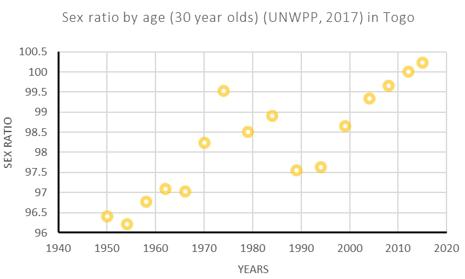 Sex ratio by age (30 year olds) (UNWPP, 2017) in Togo
SEX RATIO
100.5
100
99.5
99
98.5
98
97.5
97
96.5
96
1940 1950 1960 1970 1980 1990 2000 2010 2020
YEARS